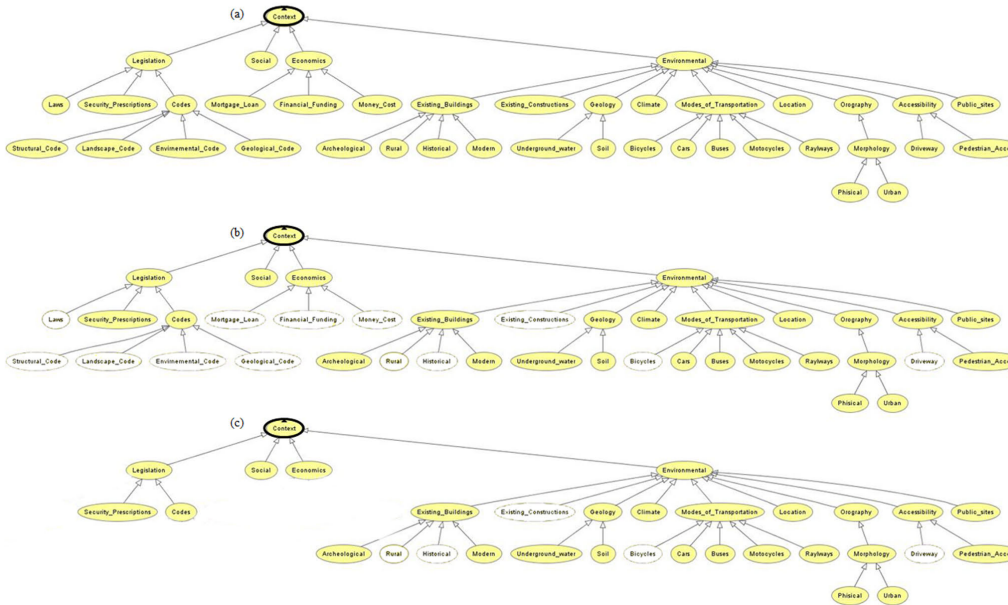 (a) Context
Legislation Social Economics Environmental
Laws Security_Prescriptions Codes Mortgage_Loan Financial_Funding Money_Cost Existing_Buildings Existing_Constructions Geology Climate Modes_of_Transportation Location Orography Accessibility Public_sites
Structural_Code Landscape_Code Envirnemental_Code Geological_Code Archeological Rural Historical Modern Underground_water Soil Bicycles Cars Buses Motocycles Raylways Morphology Driveway Pedestrian_Acce
Phisical Urban
(b) Context
Legislation Social Economics Environmental
Laws Security_Prescriptions Codes Mortgage_Loan Financial_Funding Money_Cost Existing_Buildings Existing_Constructions Geology Climate Modes_of_Transportation Location Orography Accessibility Public_sites
Structural_Code Landscape_Code Envirnemental_Code Geological_Code Archeological Rural Historical Modern Underground_water Soil Bicycles Cars Buses Motocycles Raylways Morphology Driveway Pedestrian_Acce
Phisical Urban
(c) Context
Legislation Social Economics Environmental
Security_Prescriptions Codes Existing_Buildings Existing_Constructions Geology Climate Modes_of_Transportation Location Orography Accessibility Public_sites
Archeological Rural Historical Modern Underground_water Soil Bicycles Cars Buses Motocycles Raylways Morphology Driveway Pedestrian_Acce
Phisical Urban